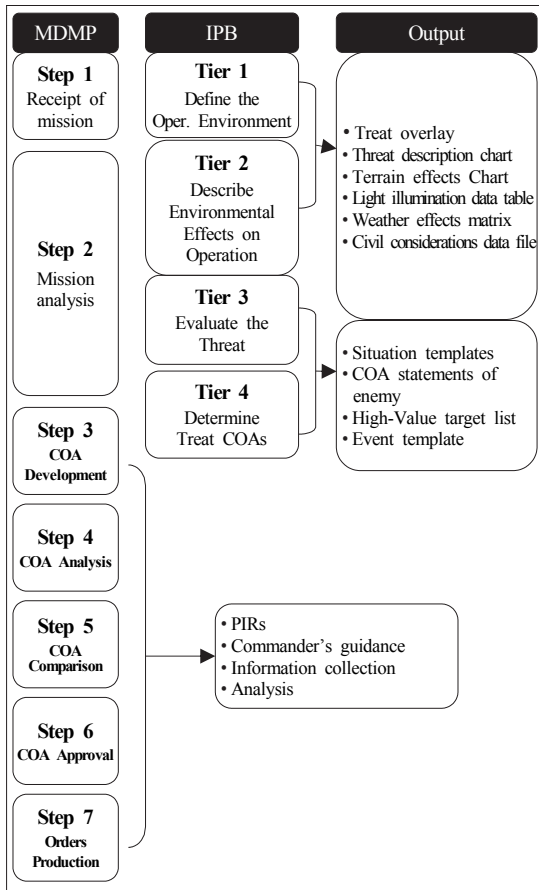 MDMP
IPB
Output
Step 1
Receipt of
mission
Step 2
Mission
analysis
Step 3
COA
Development
Step 4
COA Analysis
Step 5
COA
Comparison
Step 6
COA Approval
Step 7
Orders
Production
Tier 1
Define the
Oper. Environment
Tier 2
Describe
Environmental
Effects on
Operation
Tier 3
Evaluate the
Threat
Tier 4
Determine
Treat COAs
• Treat overlay
• Threat description chart
• Terrain effects Chart
• Light illumination data table
• Weather effects matrix
• Civil considerations data file
• Situation templates
• COA statements of
enemy
• High-Value target list
• Event template
• PIRs
• Commander's guidance
• Information collection
• Analysis